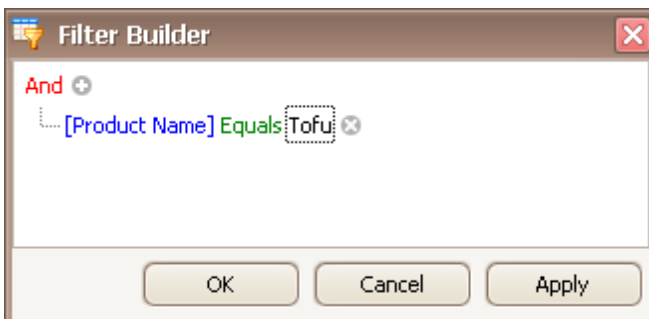 Filter Builder
And
[Product Name] Equals Tofu
OK Cancel Apply